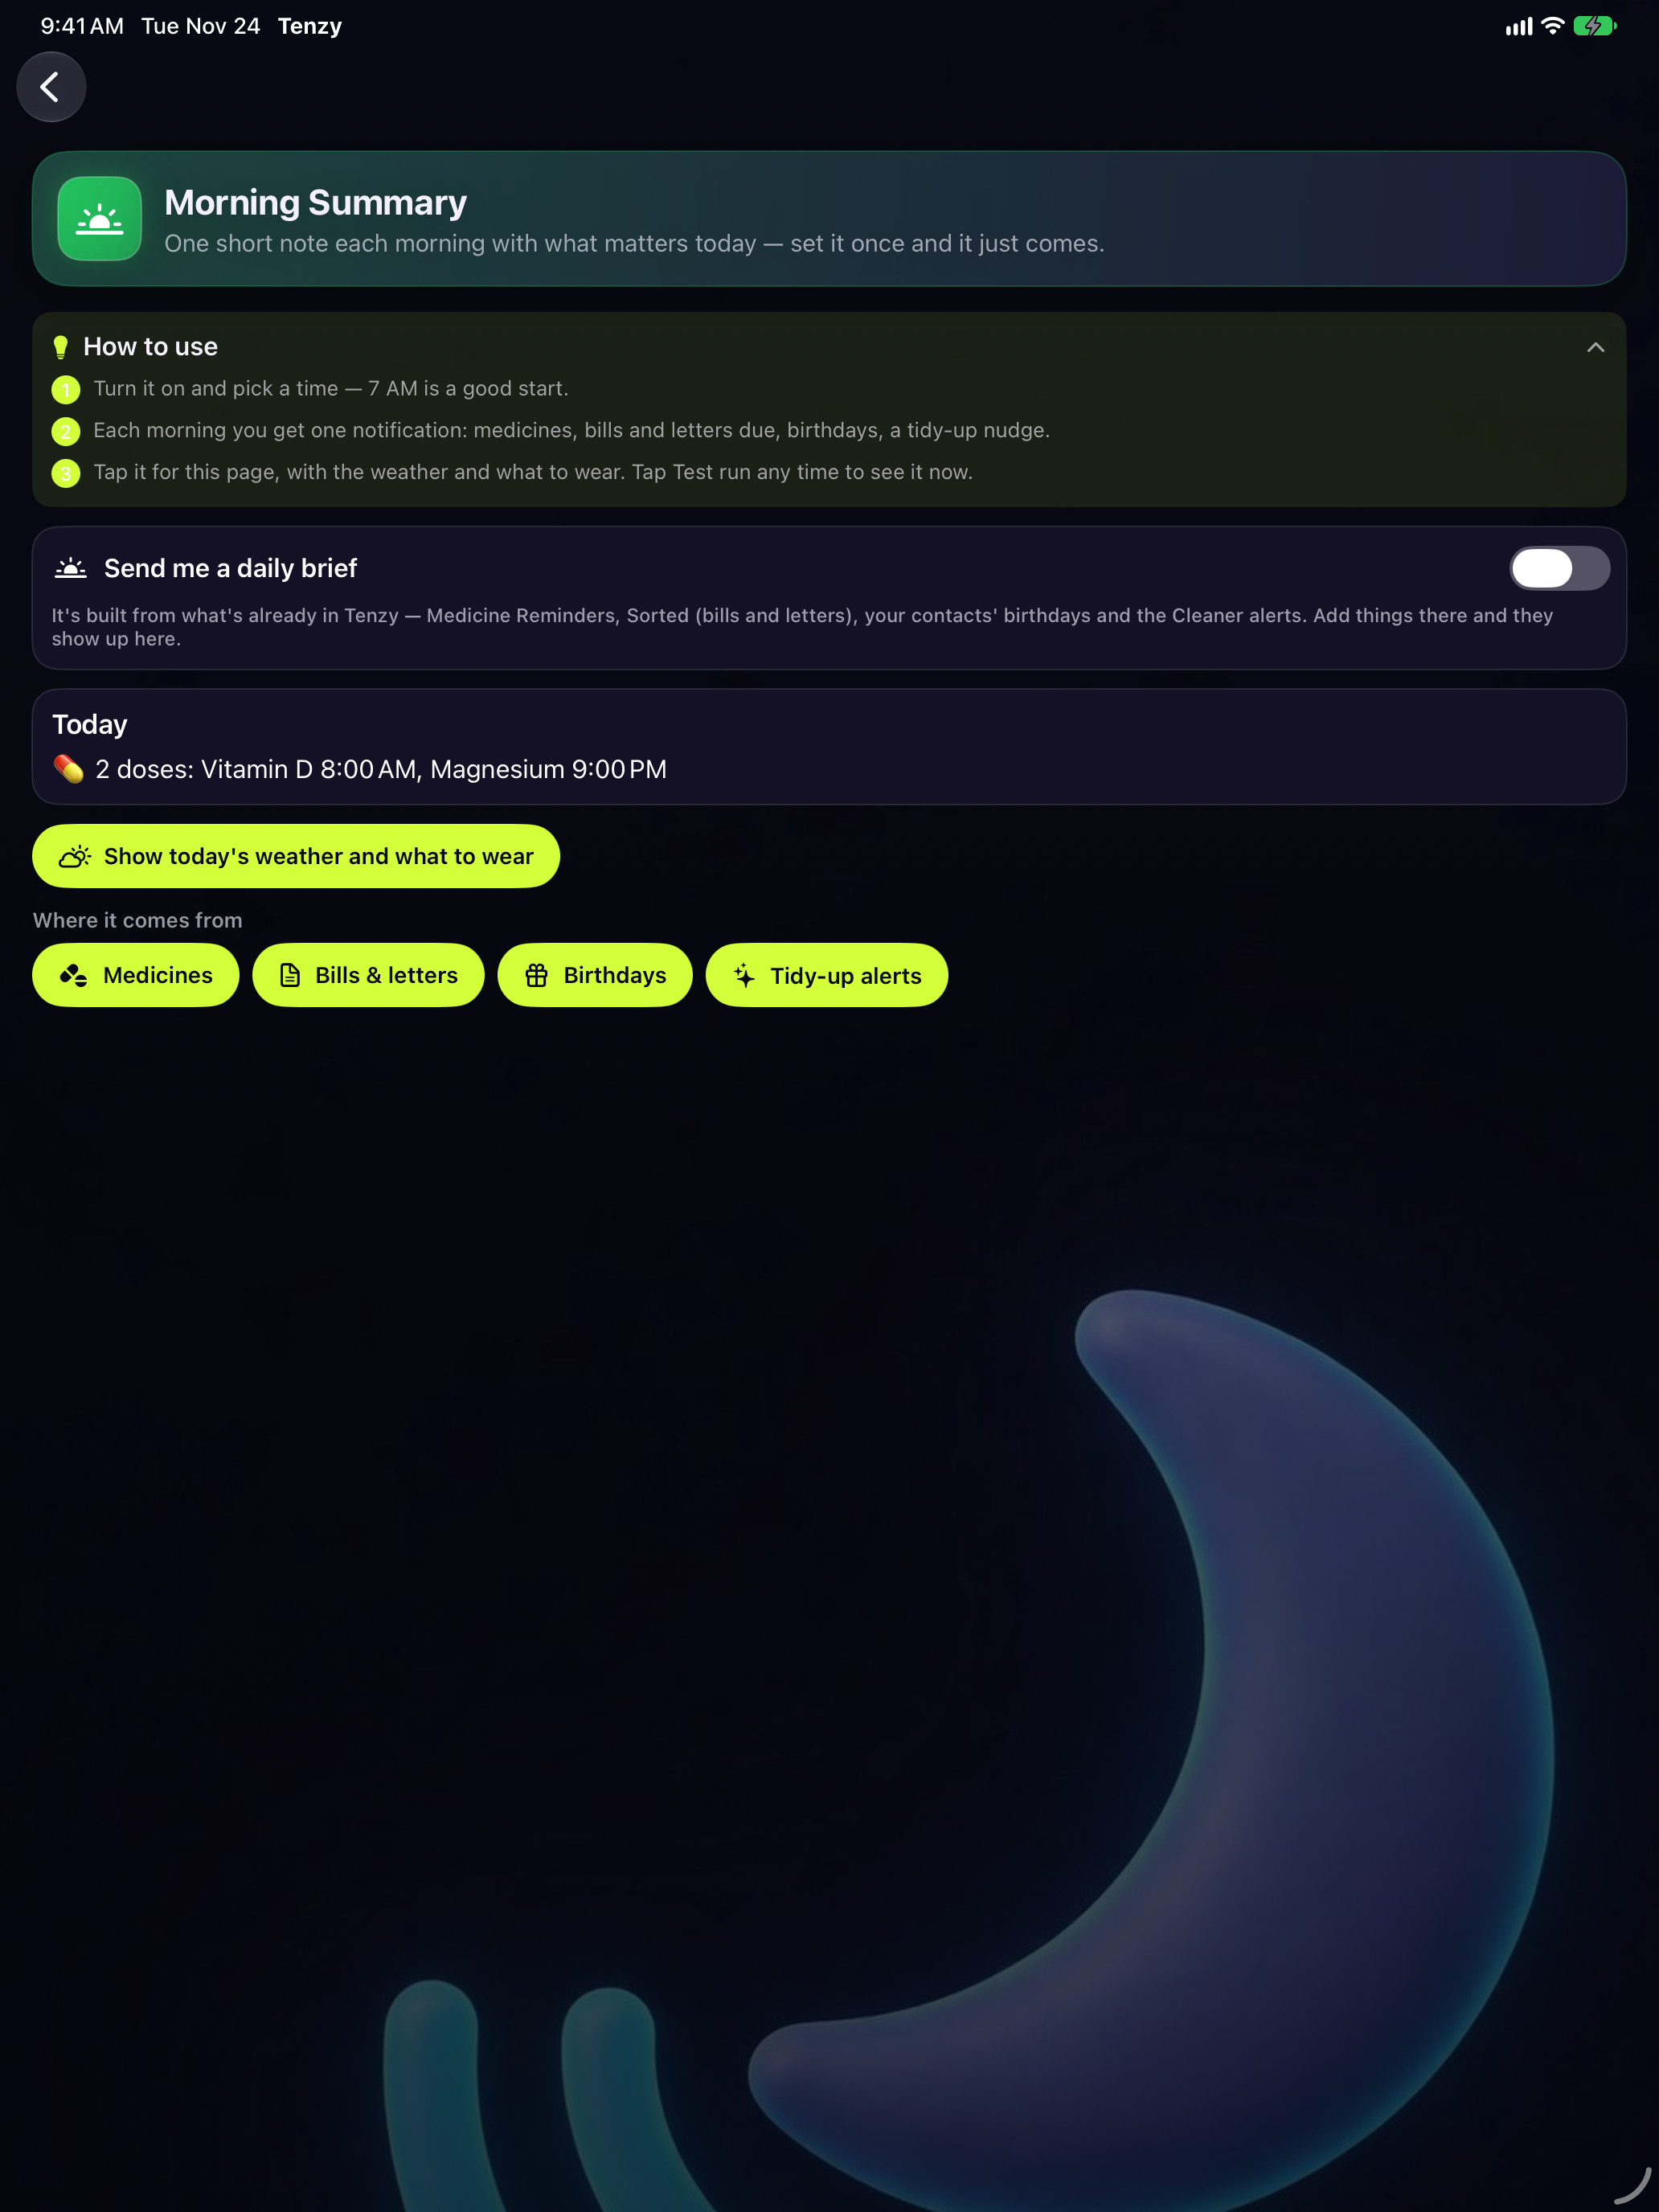 9:41 AM Tue Nov 24 Tenzy
Morning Summary
One short note each morning with what matters today — set it once and it just comes.
How to use
1 Turn it on and pick a time — 7 AM is a good start.
2 Each morning you get one notification: medicines, bills and letters due, birthdays, a tidy-up nudge.
3 Tap it for this page, with the weather and what to wear. Tap Test run any time to see it now.
Send me a daily brief
It's built from what's already in Tenzy — Medicine Reminders, Sorted (bills and letters), your contacts' birthdays and the Cleaner alerts. Add things there and they
show up here.
Today
2 doses: Vitamin D 8:00 AM, Magnesium 9:00 PM
Show today's weather and what to wear
Where it comes from
Medicines Bills & letters Birthdays Tidy-up alerts